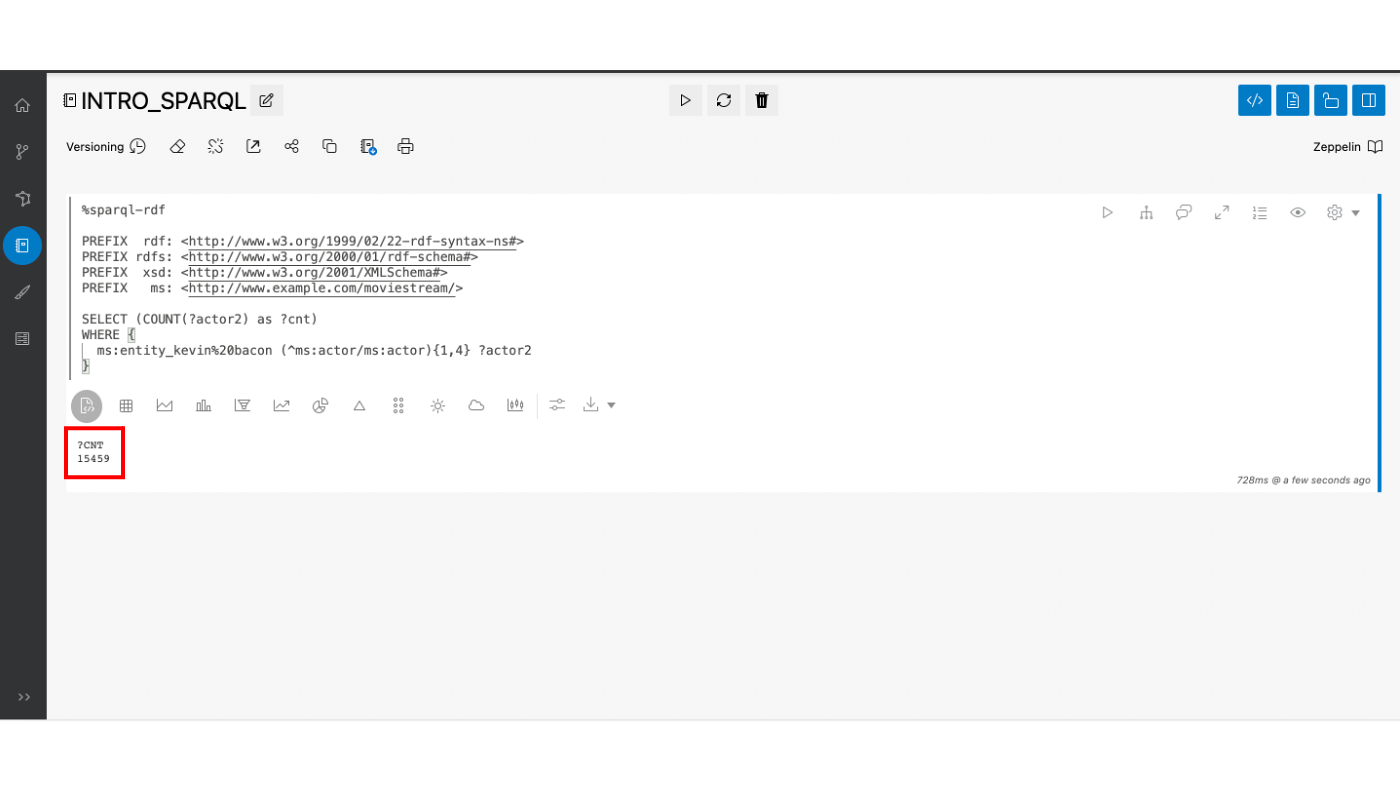 INTRO_SPARQL
Versioning
Zeppelin
%sparql-rdf
PREFIX  rdf: <http://www.w3.org/1999/02/22-rdf-syntax-ns#>
PREFIX rdfs: <http://www.w3.org/2000/01/rdf-schema#>
PREFIX  xsd: <http://www.w3.org/2001/XMLSchema#>
PREFIX   ms: <http://www.example.com/moviestream/>
SELECT (COUNT(?actor2) as ?cnt)
WHERE {
  ms:entity_kevin%20bacon (^ms:actor/ms:actor){1,4} ?actor2
}
?CNT
15459
728ms @ a few seconds ago